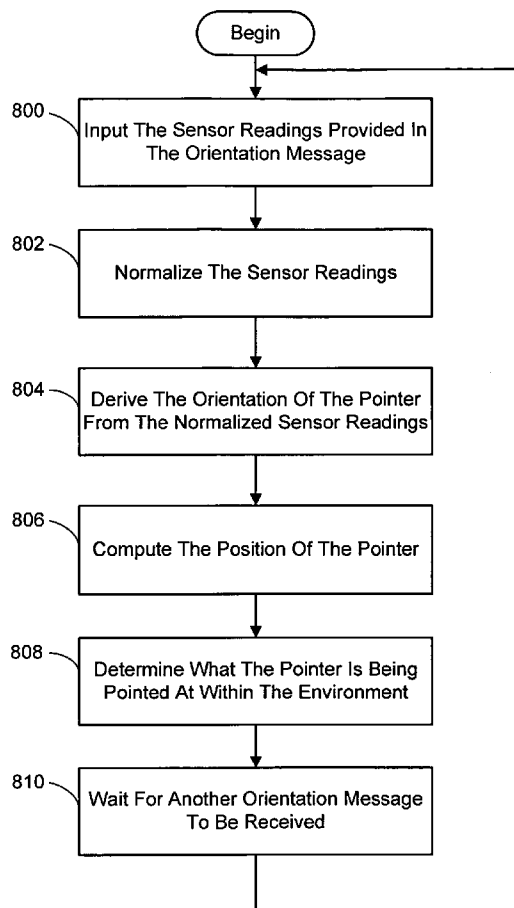 Begin
800
Input The Sensor Readings Provided In
The Orientation Message
802
Normalize The Sensor Readings
804
Derive The Orientation Of The Pointer
From The Normalized Sensor Readings
806
Compute The Position Of The Pointer
808
Determine What The Pointer Is Being
Pointed At Within The Environment
810
Wait For Another Orientation Message
To Be Received